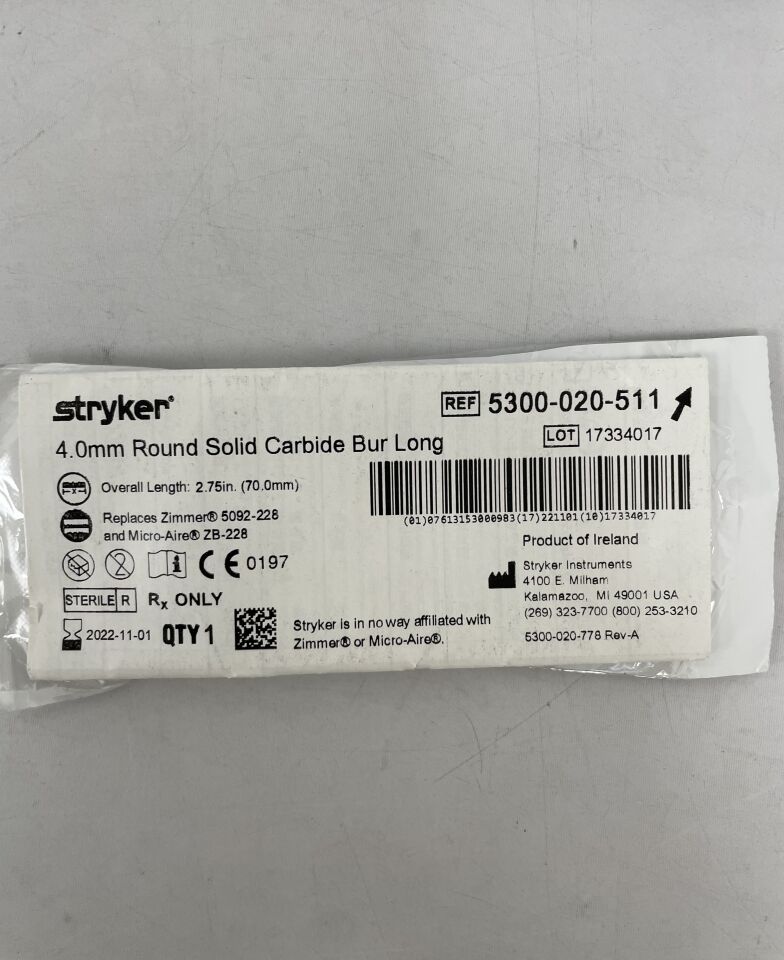 stryker®
REF 5300-020-511
4.0mm Round Solid Carbide Bur Long
LOT 17334017
Overall Length: 2.75in. (70.0mm)
(01)07613153000983(17)221101(10)17334017
Replaces Zimmer® 5092-228
and Micro-Aire® ZB-228
Product of Ireland
2
CE 0197
Stryker Instruments
4100 E. Milham
Kalamazoo, MI 49001 USA
(269) 323-7700 (800) 253-3210
STERILE R Rx ONLY
2022-11-01 QTY 1
Stryker is in no way affiliated with
Zimmer® or Micro-Aire®.
5300-020-778 Rev-A